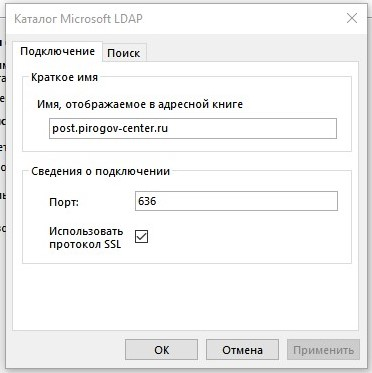 Каталог Microsoft LDAP
Подключение
Поиск
Краткое имя
Имя, отображаемое в адресной книге
post.pirogov-center.ru
Сведения о подключении
Порт:
636
Использовать
протокол SSL
ОК
Отмена
Применить